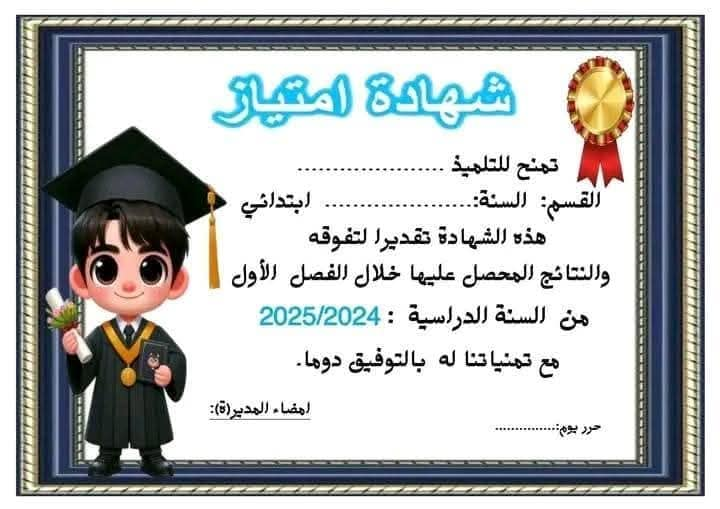 شهادة امتياز
تمنح للتلميذ .....................
القسم: السنة:..................... ابتدائي
هذه الشهادة تقديرا لتفوقه
والنتائج المحصل عليها خلال الفصل الأول
من السنة الدراسية : 2025/2024
مع تمنياتنا له بالتوفيق دوما.
امضاء المدير(ة):
حرر يوم:...............